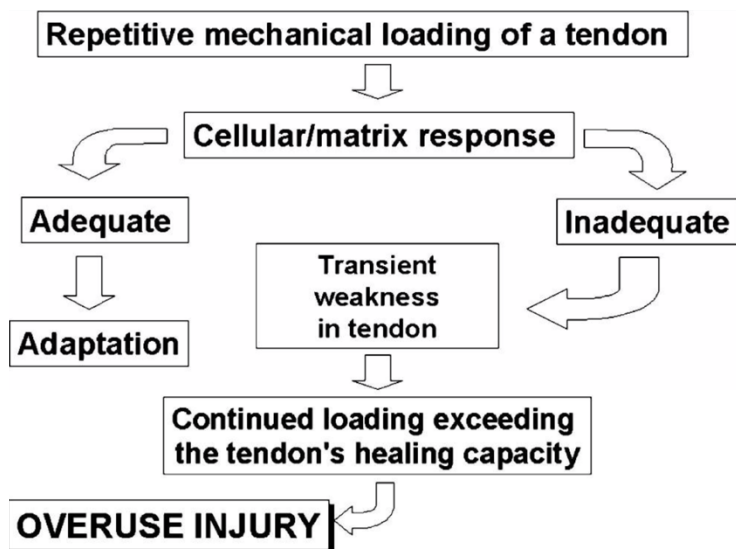 Repetitive mechanical loading of a tendon
Cellular/matrix response
Adequate
Inadequate
Transient
weakness
in tendon
Adaptation
Continued loading exceeding
the tendon's healing capacity
OVERUSE INJURY